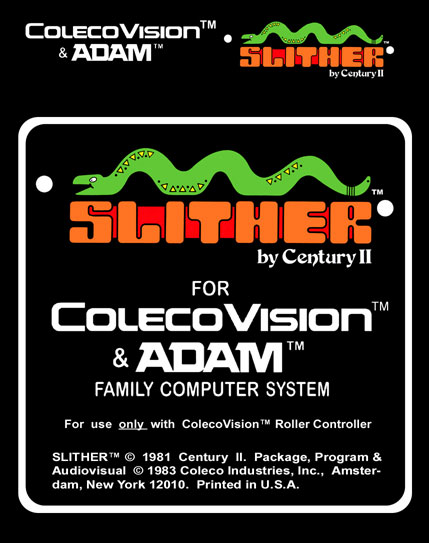 COLECOVISION™
& ADAM™
SLITHER™
by Century II
SLITHER™
by Century II
FOR
COLECOVISION™
& ADAM™
FAMILY COMPUTER SYSTEM
For use only with ColecoVision™ Roller Controller
SLITHER™ © 1981 Century II. Package, Program &
Audiovisual © 1983 Coleco Industries, Inc., Amster-
dam, New York 12010. Printed in U.S.A.